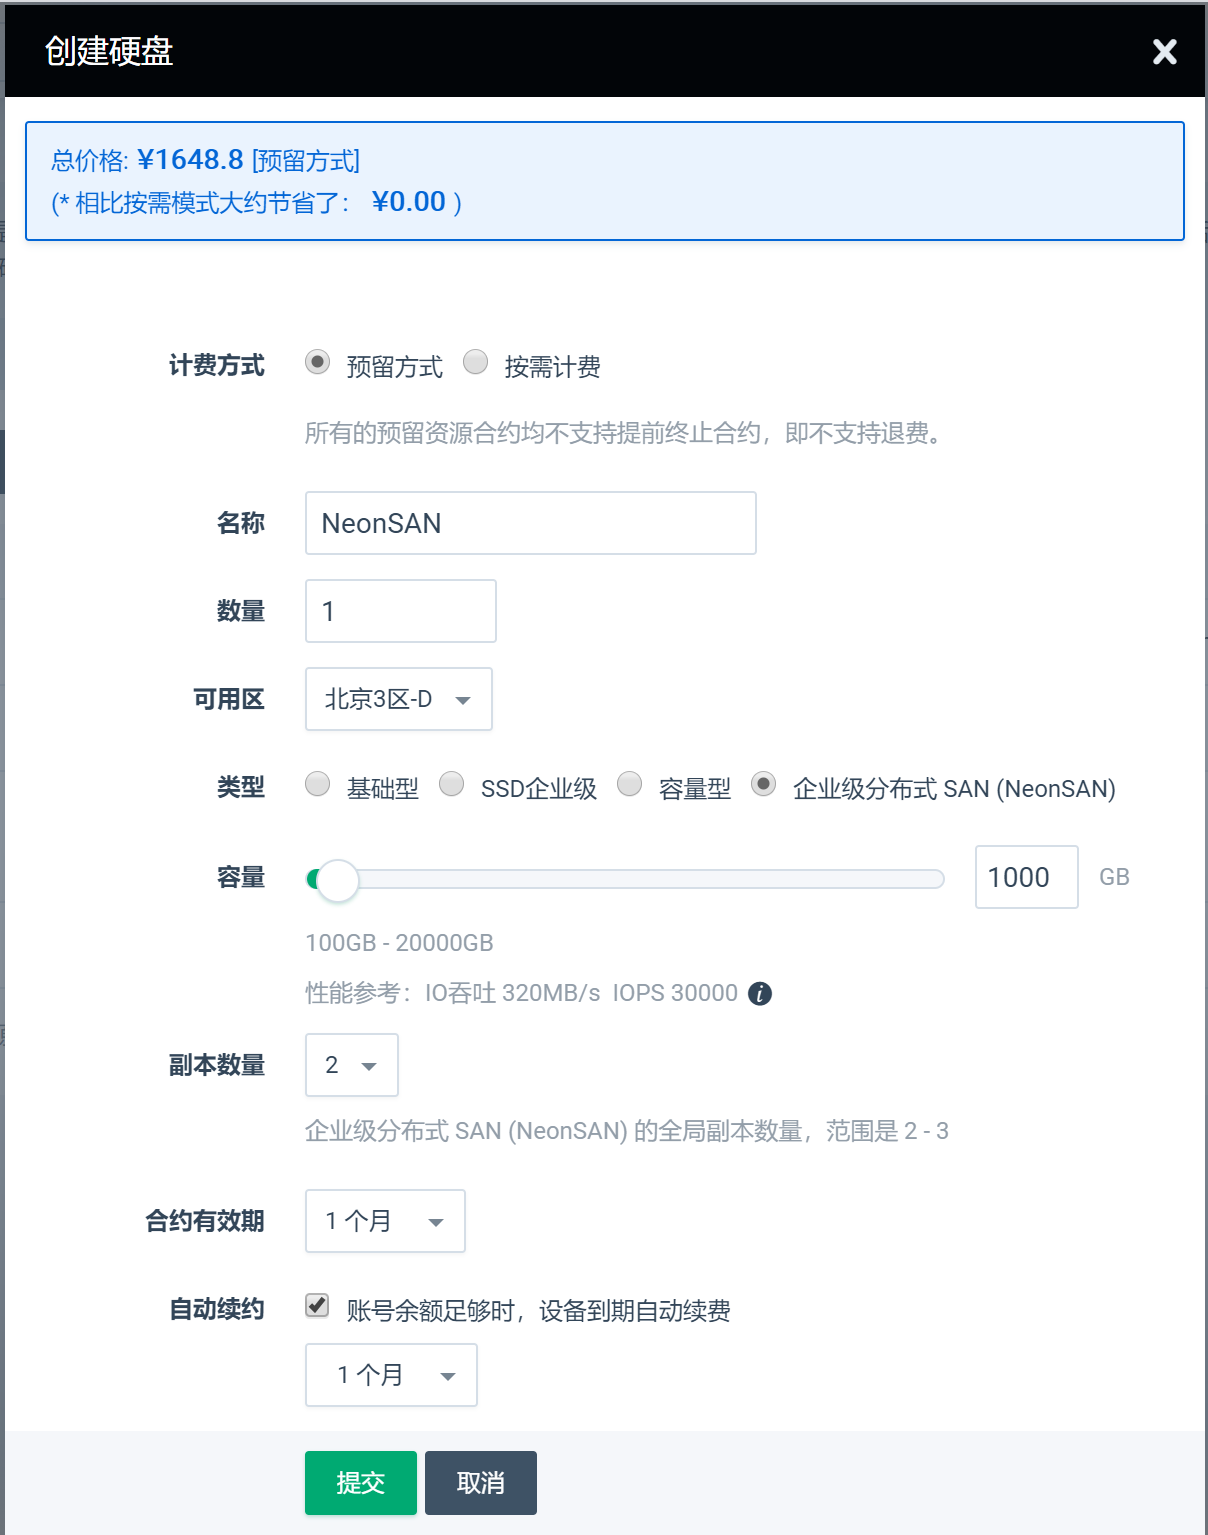 创建硬盘
总价格: ¥1648.8 [预留方式]
(* 相比按需模式大约节省了： ¥0.00 )
计费方式 预留方式 按需计费
所有的预留资源合约均不支持提前终止合约，即不支持退费。
名称 NeonSAN
数量 1
可用区 北京3区-D
类型 基础型 SSD企业级 容量型 企业级分布式 SAN (NeonSAN)
容量 1000 GB
100GB - 20000GB
性能参考：IO吞吐 320MB/s IOPS 30000
副本数量 2
企业级分布式 SAN (NeonSAN) 的全局副本数量，范围是 2 - 3
合约有效期 1 个月
自动续约 账号余额足够时，设备到期自动续费
1 个月
提交 取消